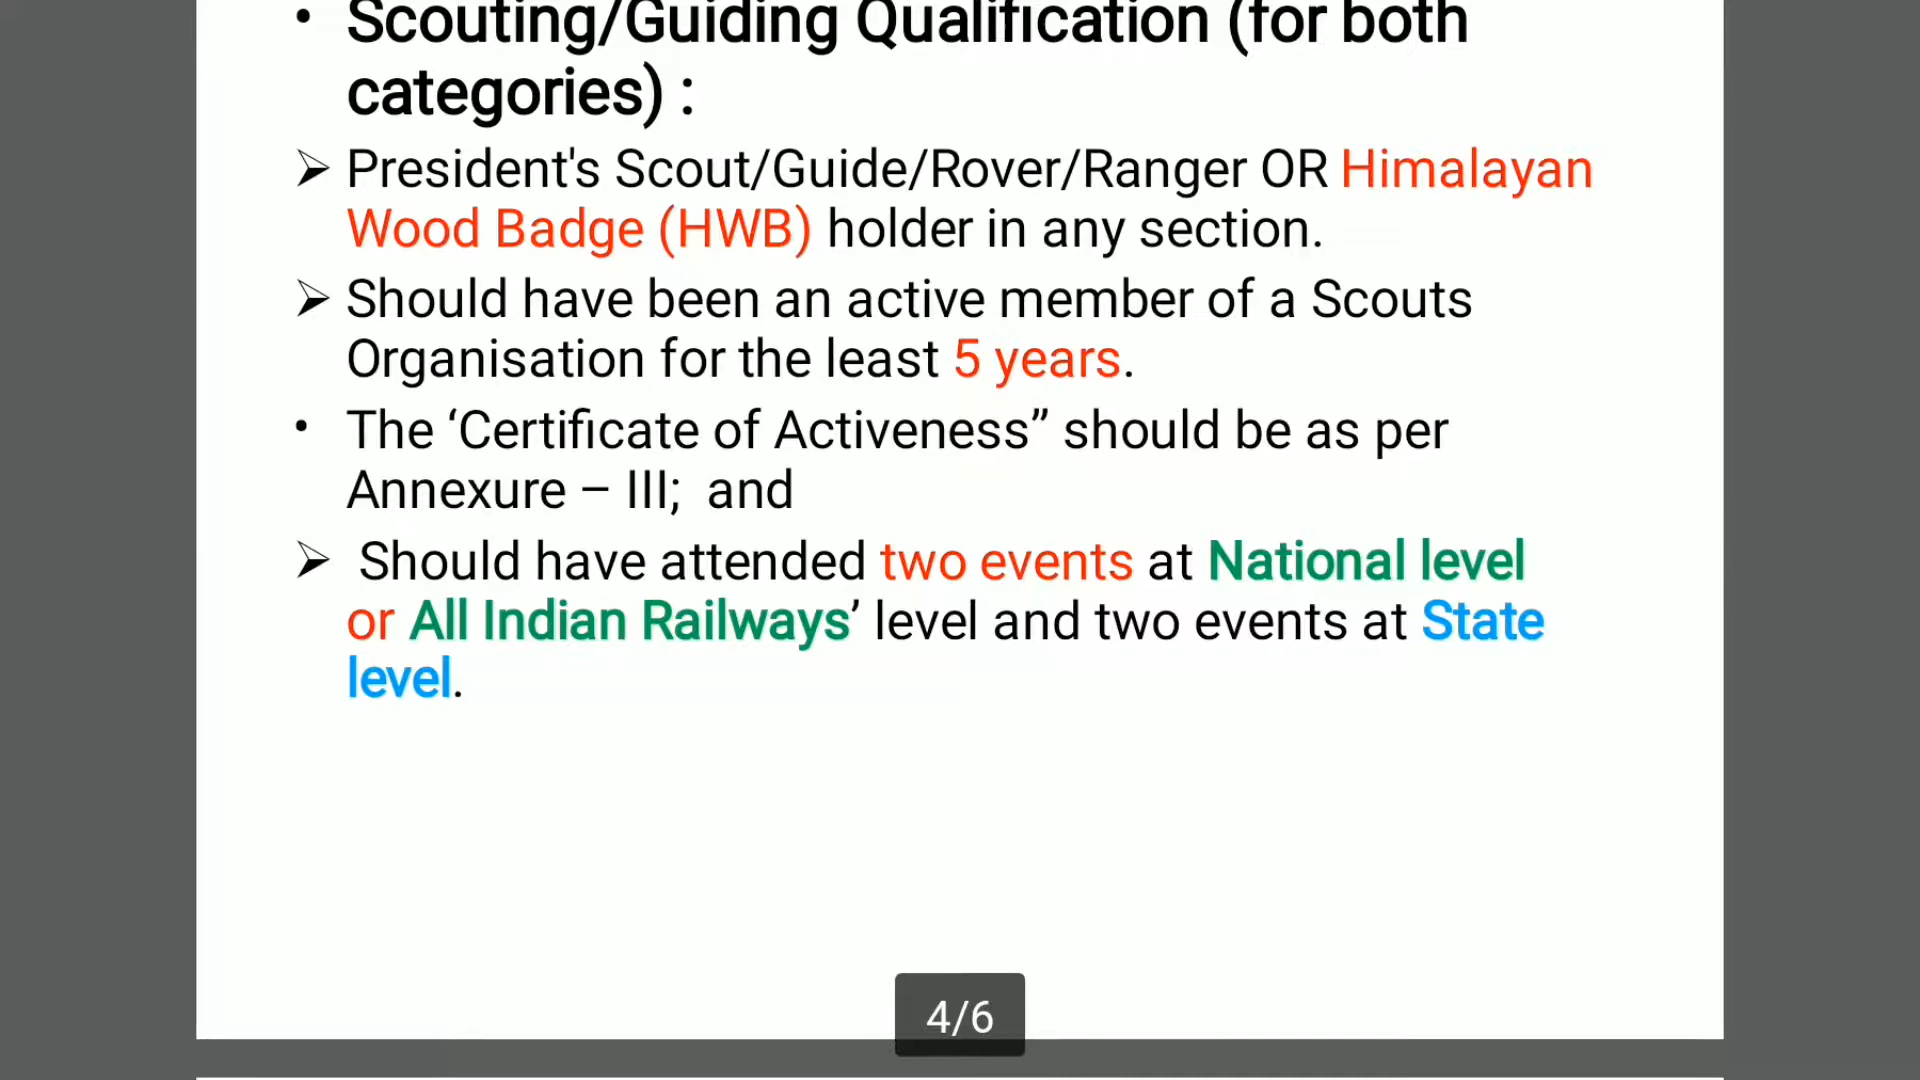 • Scouting/Guiding Qualification (for both
categories) :
➢ President's Scout/Guide/Rover/Ranger OR Himalayan
Wood Badge (HWB) holder in any section.
➢ Should have been an active member of a Scouts
Organisation for the least 5 years.
• The ‘Certificate of Activeness” should be as per
Annexure – III;  and
➢ Should have attended two events at National level
or All Indian Railways’ level and two events at State
level.
4/6